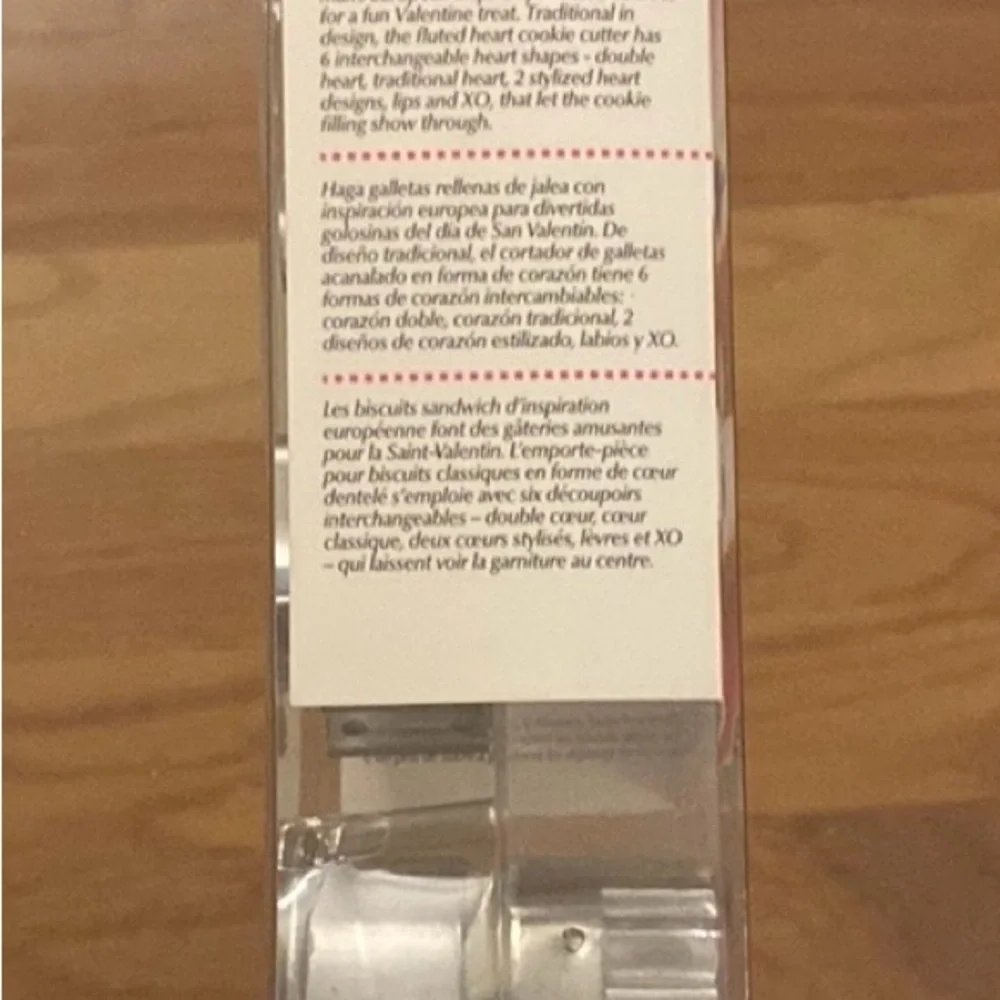 for a fun Valentine treat. Traditional in
design, the fluted heart cookie cutter has
6 interchangeable heart shapes - double
heart, traditional heart, 2 stylized heart
designs, lips and XO, that let the cookie
filling show through.
Haga galletas rellenas de jalea con
inspiración europea para divertidas
golosinas del día de San Valentín. De
diseño tradicional, el cortador de galletas
acanalado en forma de corazón tiene 6
formas de corazón intercambiables:
corazón doble, corazón tradicional, 2
diseños de corazón estilizado, labios y XO.
Les biscuits sandwich d'inspiration
européenne font des gâteries amusantes
pour la Saint-Valentin. L'emporte-pièce
pour biscuits classiques en forme de cœur
dentelé s'emploie avec six découpoirs
interchangeables – double cœur, cœur
classique, deux cœurs stylisés, lèvres et XO
– qui laissent voir la garniture au centre.